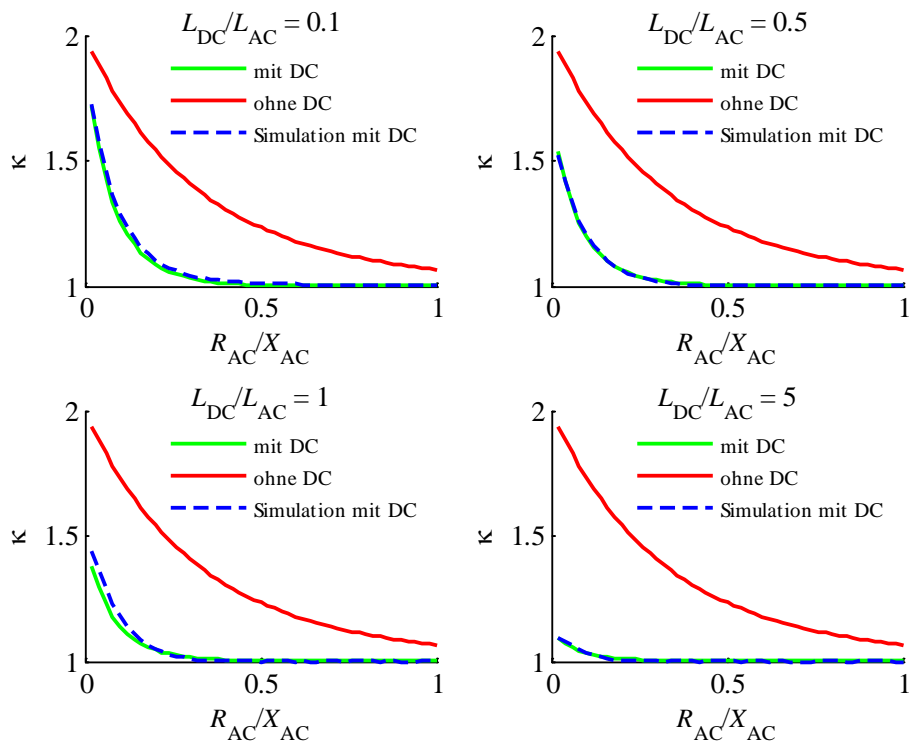 L_DC/L_AC = 0.1
2
mit DC
ohne DC
Simulation mit DC
κ
1.5
1
0
0.5
1
R_AC/X_AC
L_DC/L_AC = 0.5
2
mit DC
ohne DC
Simulation mit DC
κ
1.5
1
0
0.5
1
R_AC/X_AC
L_DC/L_AC = 1
2
mit DC
ohne DC
Simulation mit DC
κ
1.5
1
0
0.5
1
R_AC/X_AC
L_DC/L_AC = 5
2
mit DC
ohne DC
Simulation mit DC
κ
1.5
1
0
0.5
1
R_AC/X_AC